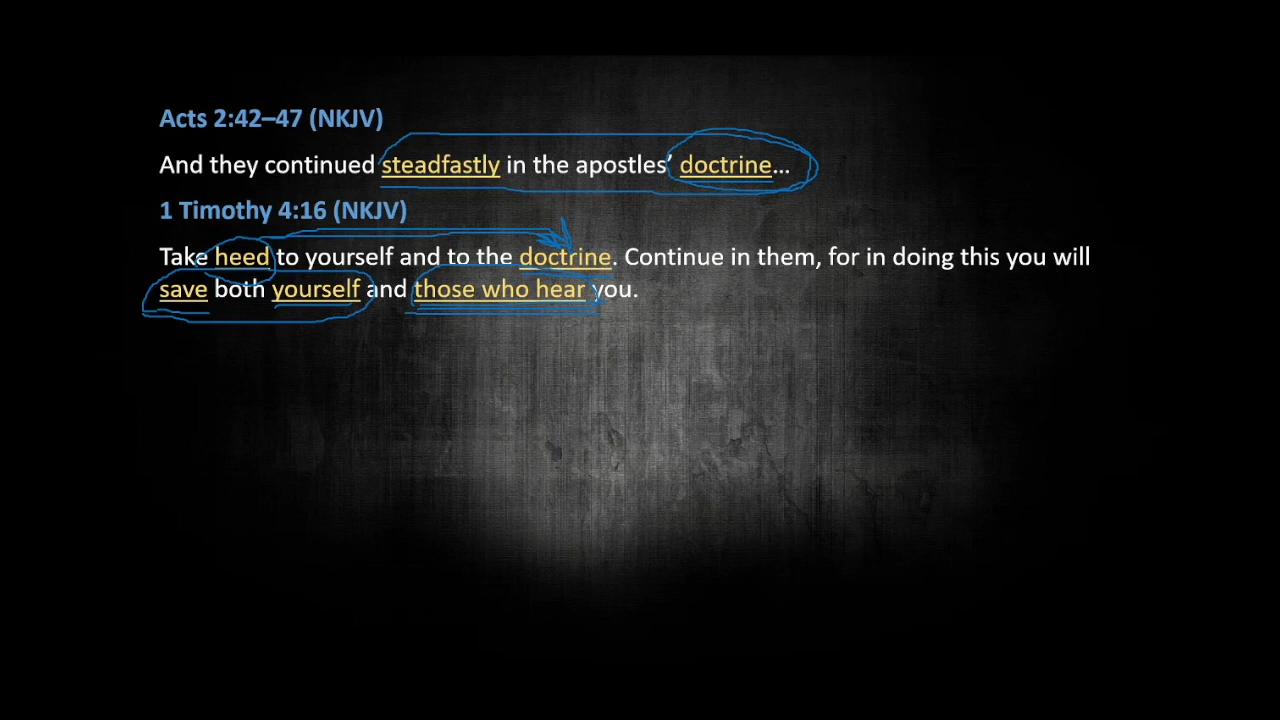 Acts 2:42–47 (NKJV)
And they continued steadfastly in the apostles’ doctrine…
1 Timothy 4:16 (NKJV)
Take heed to yourself and to the doctrine. Continue in them, for in doing this you will
save both yourself and those who hear you.